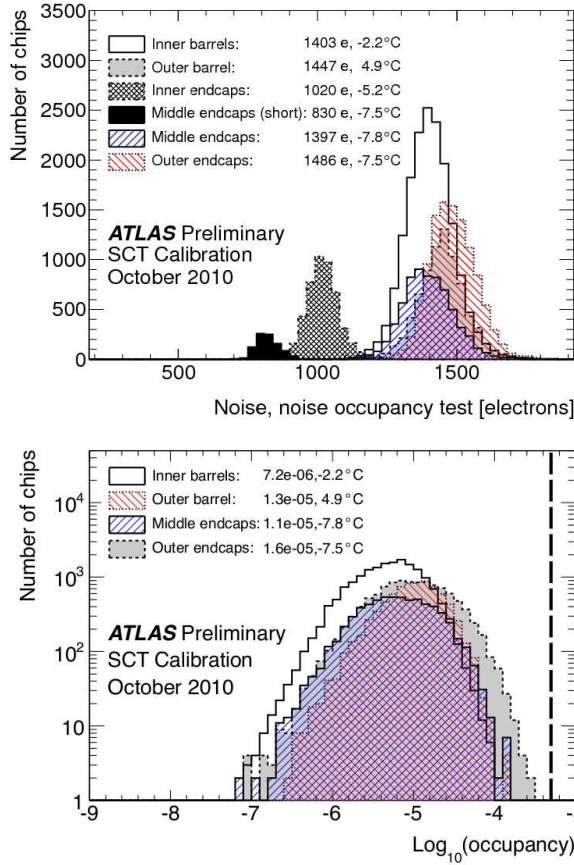 Number of chips
3500
3000
2500
2000
1500
1000
500
0
Inner barrels: 1403 e, -2.2°C
Outer barrel: 1447 e, 4.9°C
Inner endcaps: 1020 e, -5.2°C
Middle endcaps (short): 830 e, -7.5°C
Middle endcaps: 1397 e, -7.8°C
Outer endcaps: 1486 e, -7.5°C
ATLAS Preliminary
SCT Calibration
October 2010
500 1000 1500
Noise, noise occupancy test [electrons]
Number of chips
10⁴
10³
10²
10
1
Inner barrels: 7.2e-06,-2.2°C
Outer barrel: 1.3e-05, 4.9°C
Middle endcaps: 1.1e-05,-7.8°C
Outer endcaps: 1.6e-05,-7.5°C
ATLAS Preliminary
SCT Calibration
October 2010
-9 -8 -7 -6 -5 -4
Log₁₀(occupancy)